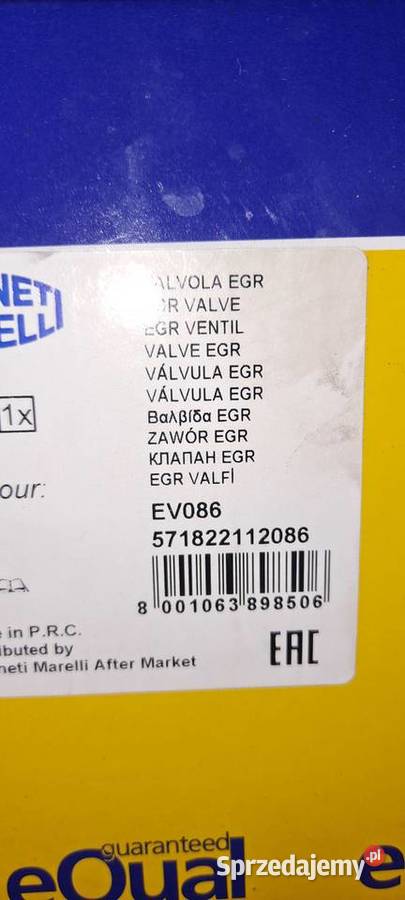 NETI
ELLI
ALVOLA EGR
GR VALVE
EGR VENTIL
VALVE EGR
VÁLVULA EGR
VÁLVULA EGR
Βαλβίδα EGR
ZAWÓR EGR
КЛАПАН EGR
EGR VALFİ
1x
our:
EV086
571822112086
8 001063 898506
e in P.R.C.
ibuted by
neti Marelli After Market
EAC
guaranteed
eQual
e
Sprzedajemy.pl